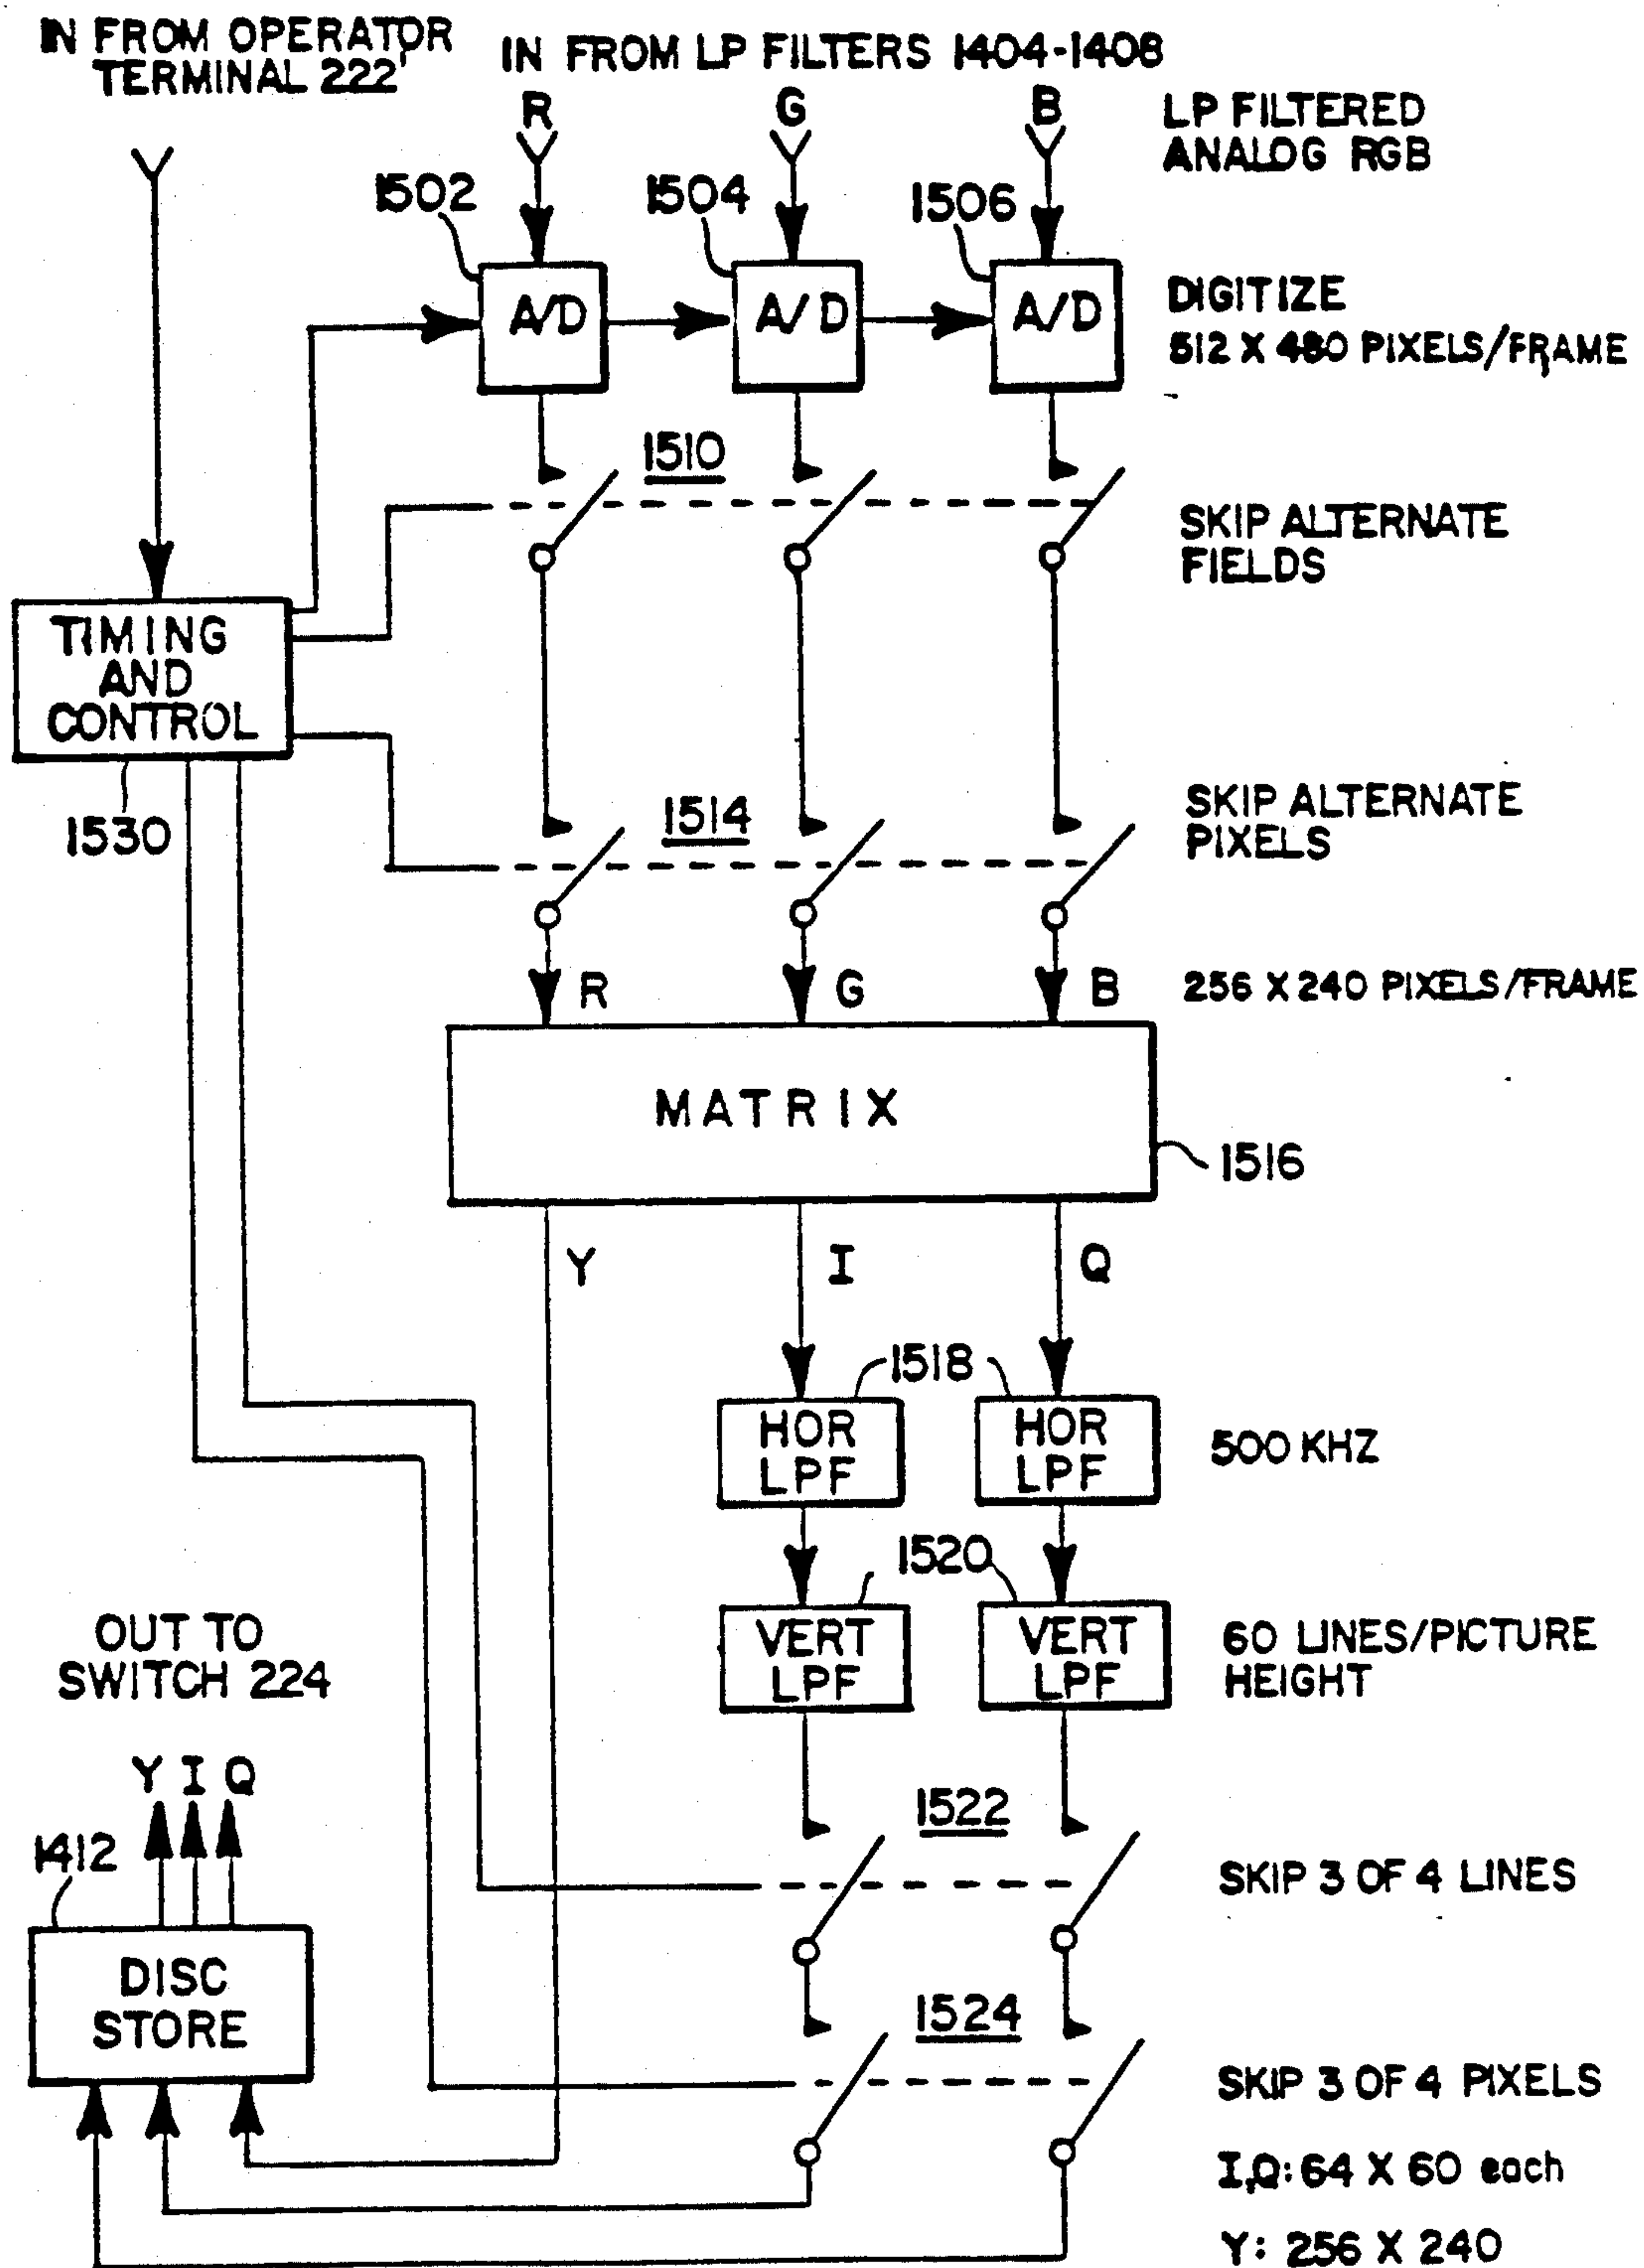 IN FROM OPERATOR
TERMINAL 222'
IN FROM LP FILTERS 1404-1408
R
G
B
LP FILTERED
ANALOG RGB
1502
1504
1506
A/D
A/D
A/D
DIGITIZE
512 X 480 PIXELS/FRAME
1510
SKIP ALTERNATE
FIELDS
TIMING
AND
CONTROL
1530
1514
SKIP ALTERNATE
PIXELS
R
G
B
256 X 240 PIXELS/FRAME
MATRIX
1516
Y
I
Q
1518
HOR
LPF
HOR
LPF
500 KHZ
1520
VERT
LPF
VERT
LPF
60 LINES/PICTURE
HEIGHT
OUT TO
SWITCH 224
Y I Q
1412
DISC
STORE
1522
SKIP 3 OF 4 LINES
1524
SKIP 3 OF 4 PIXELS
I,Q: 64 X 60 each
Y: 256 X 240